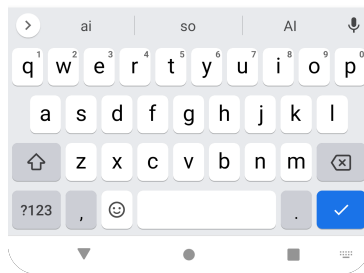 ai so AI
q1 w2 e3 r4 t5 y6 u7 i8 o9 p0
a s d f g h j k l
z x c v b n m
?123 , .